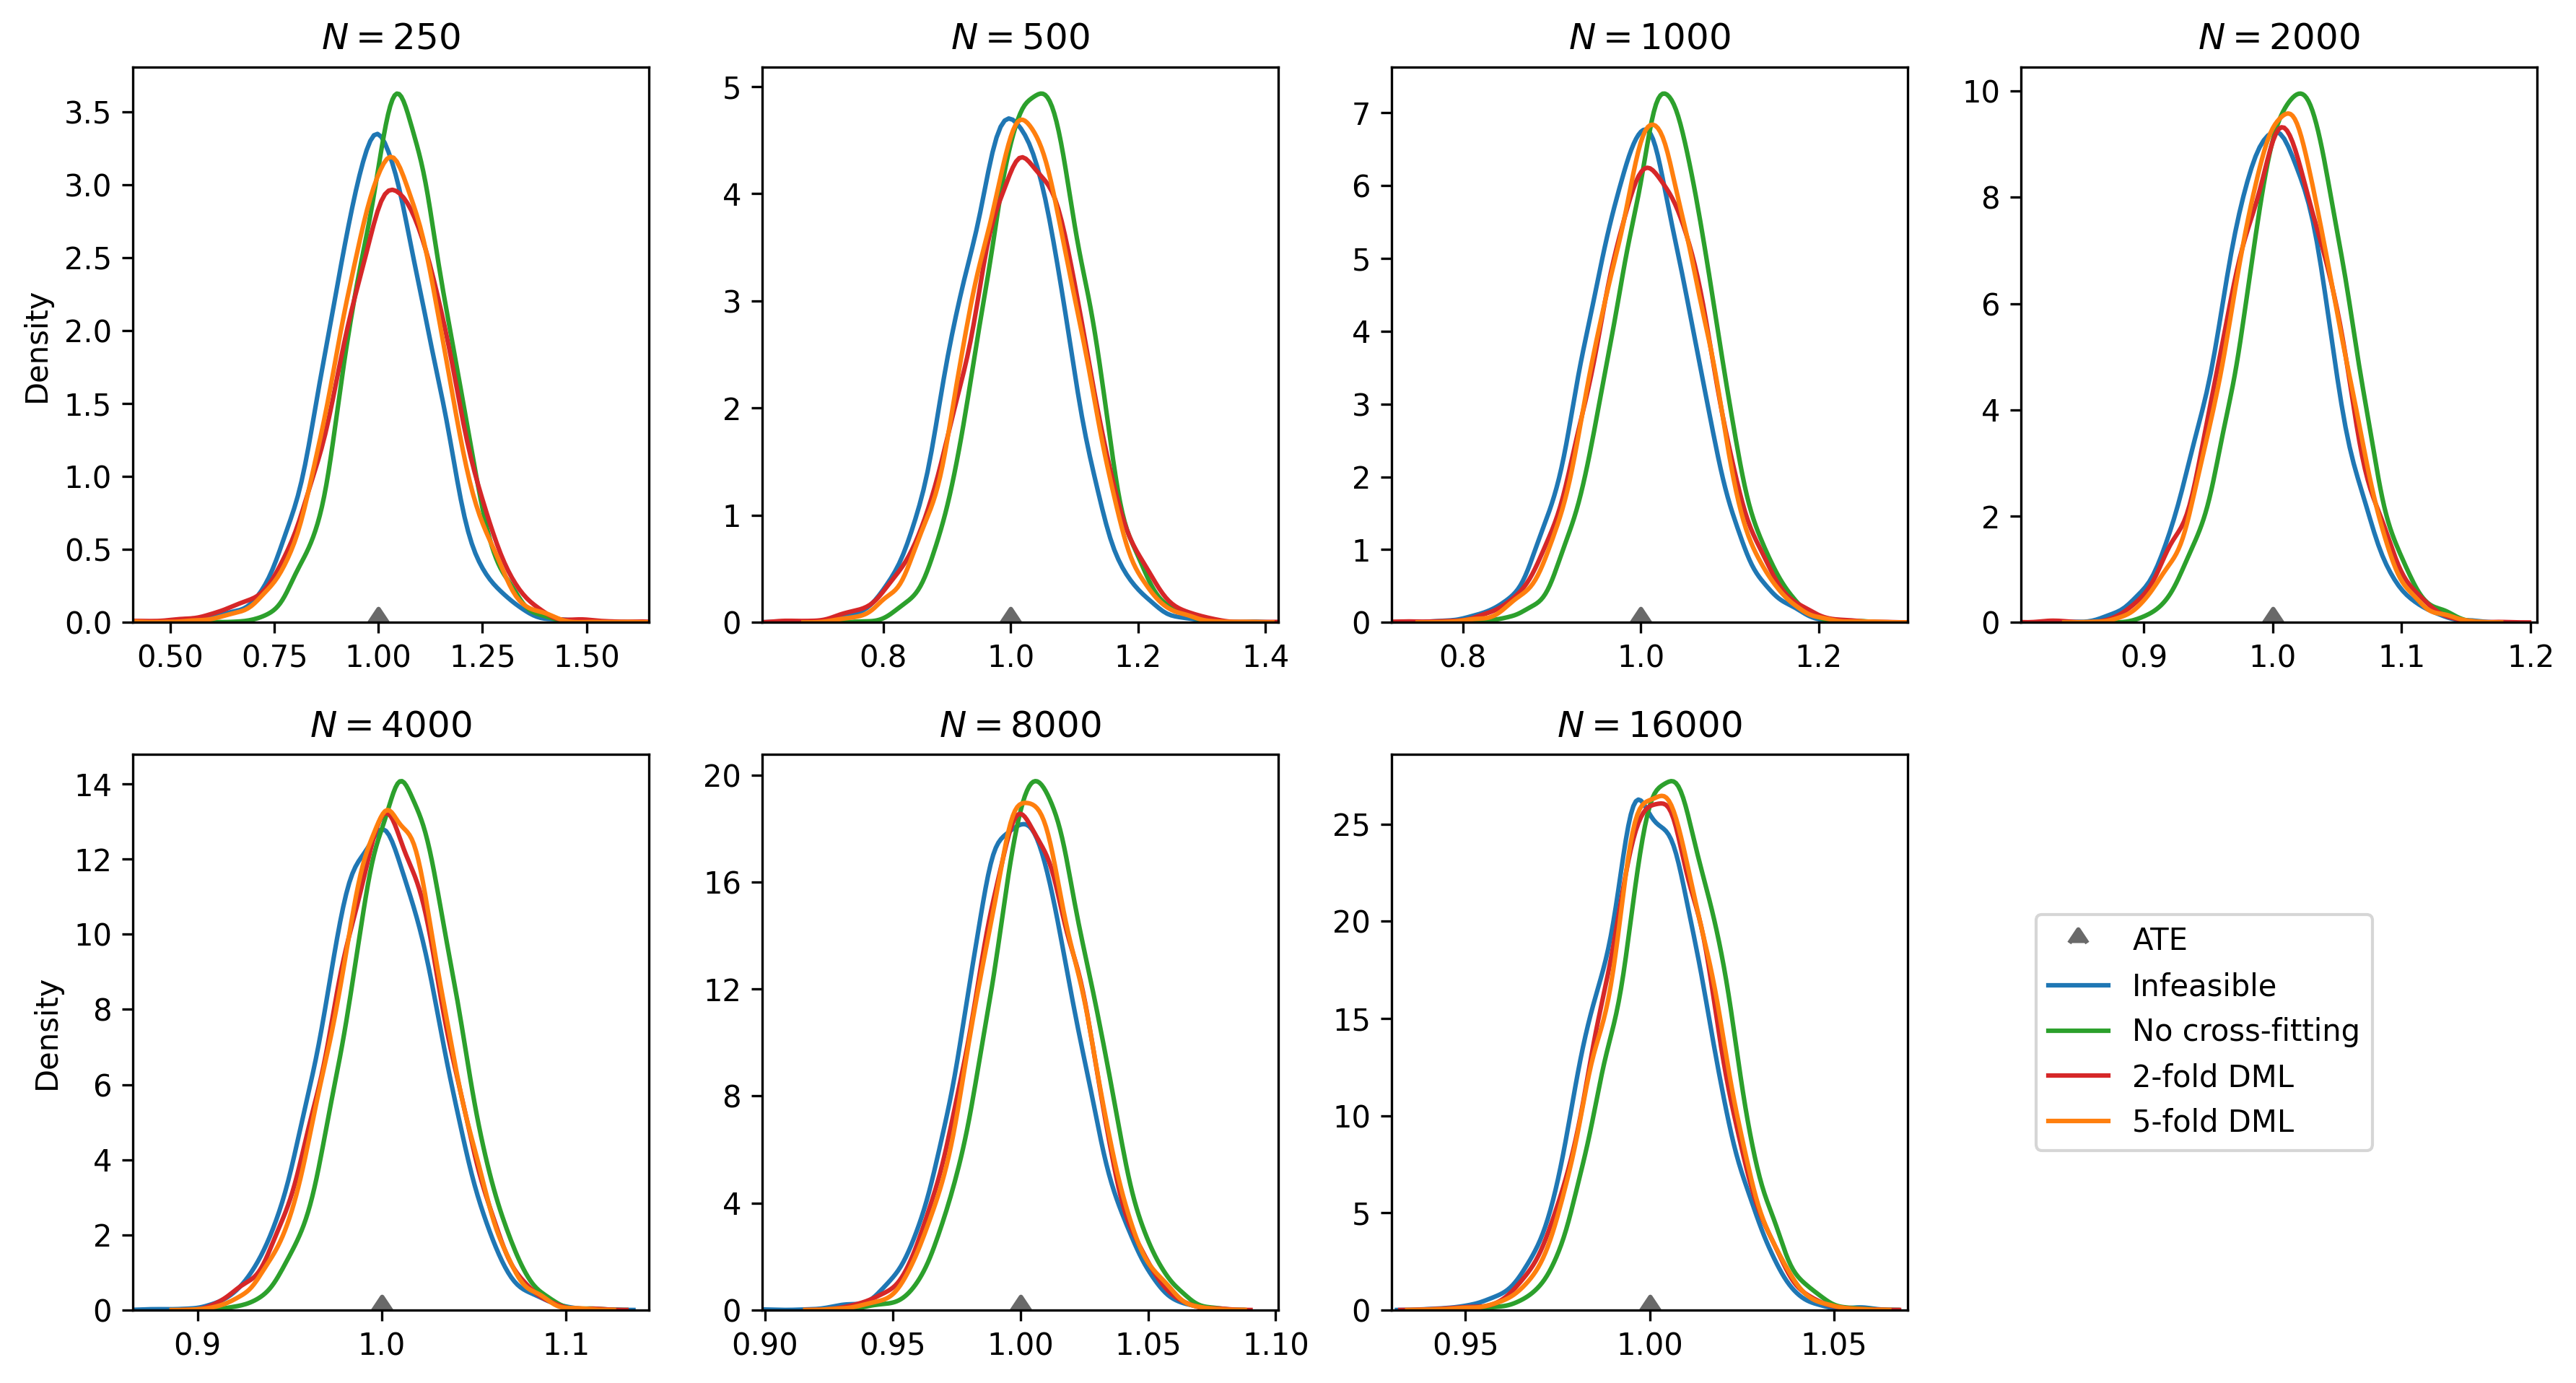 N = 250
N = 500
N = 1000
N = 2000
Density
3.5
3.0
2.5
2.0
1.5
1.0
0.5
0.0
0.50 0.75 1.00 1.25 1.50
5
4
3
2
1
0
0.8 1.0 1.2 1.4
7
6
5
4
3
2
1
0
0.8 1.0 1.2
10
8
6
4
2
0
0.9 1.0 1.1 1.2
N = 4000
N = 8000
N = 16000
Density
14
12
10
8
6
4
2
0
0.9 1.0 1.1
20
16
12
8
4
0
0.90 0.95 1.00 1.05 1.10
25
20
15
10
5
0
0.95 1.00 1.05
ATE
Infeasible
No cross-fitting
2-fold DML
5-fold DML